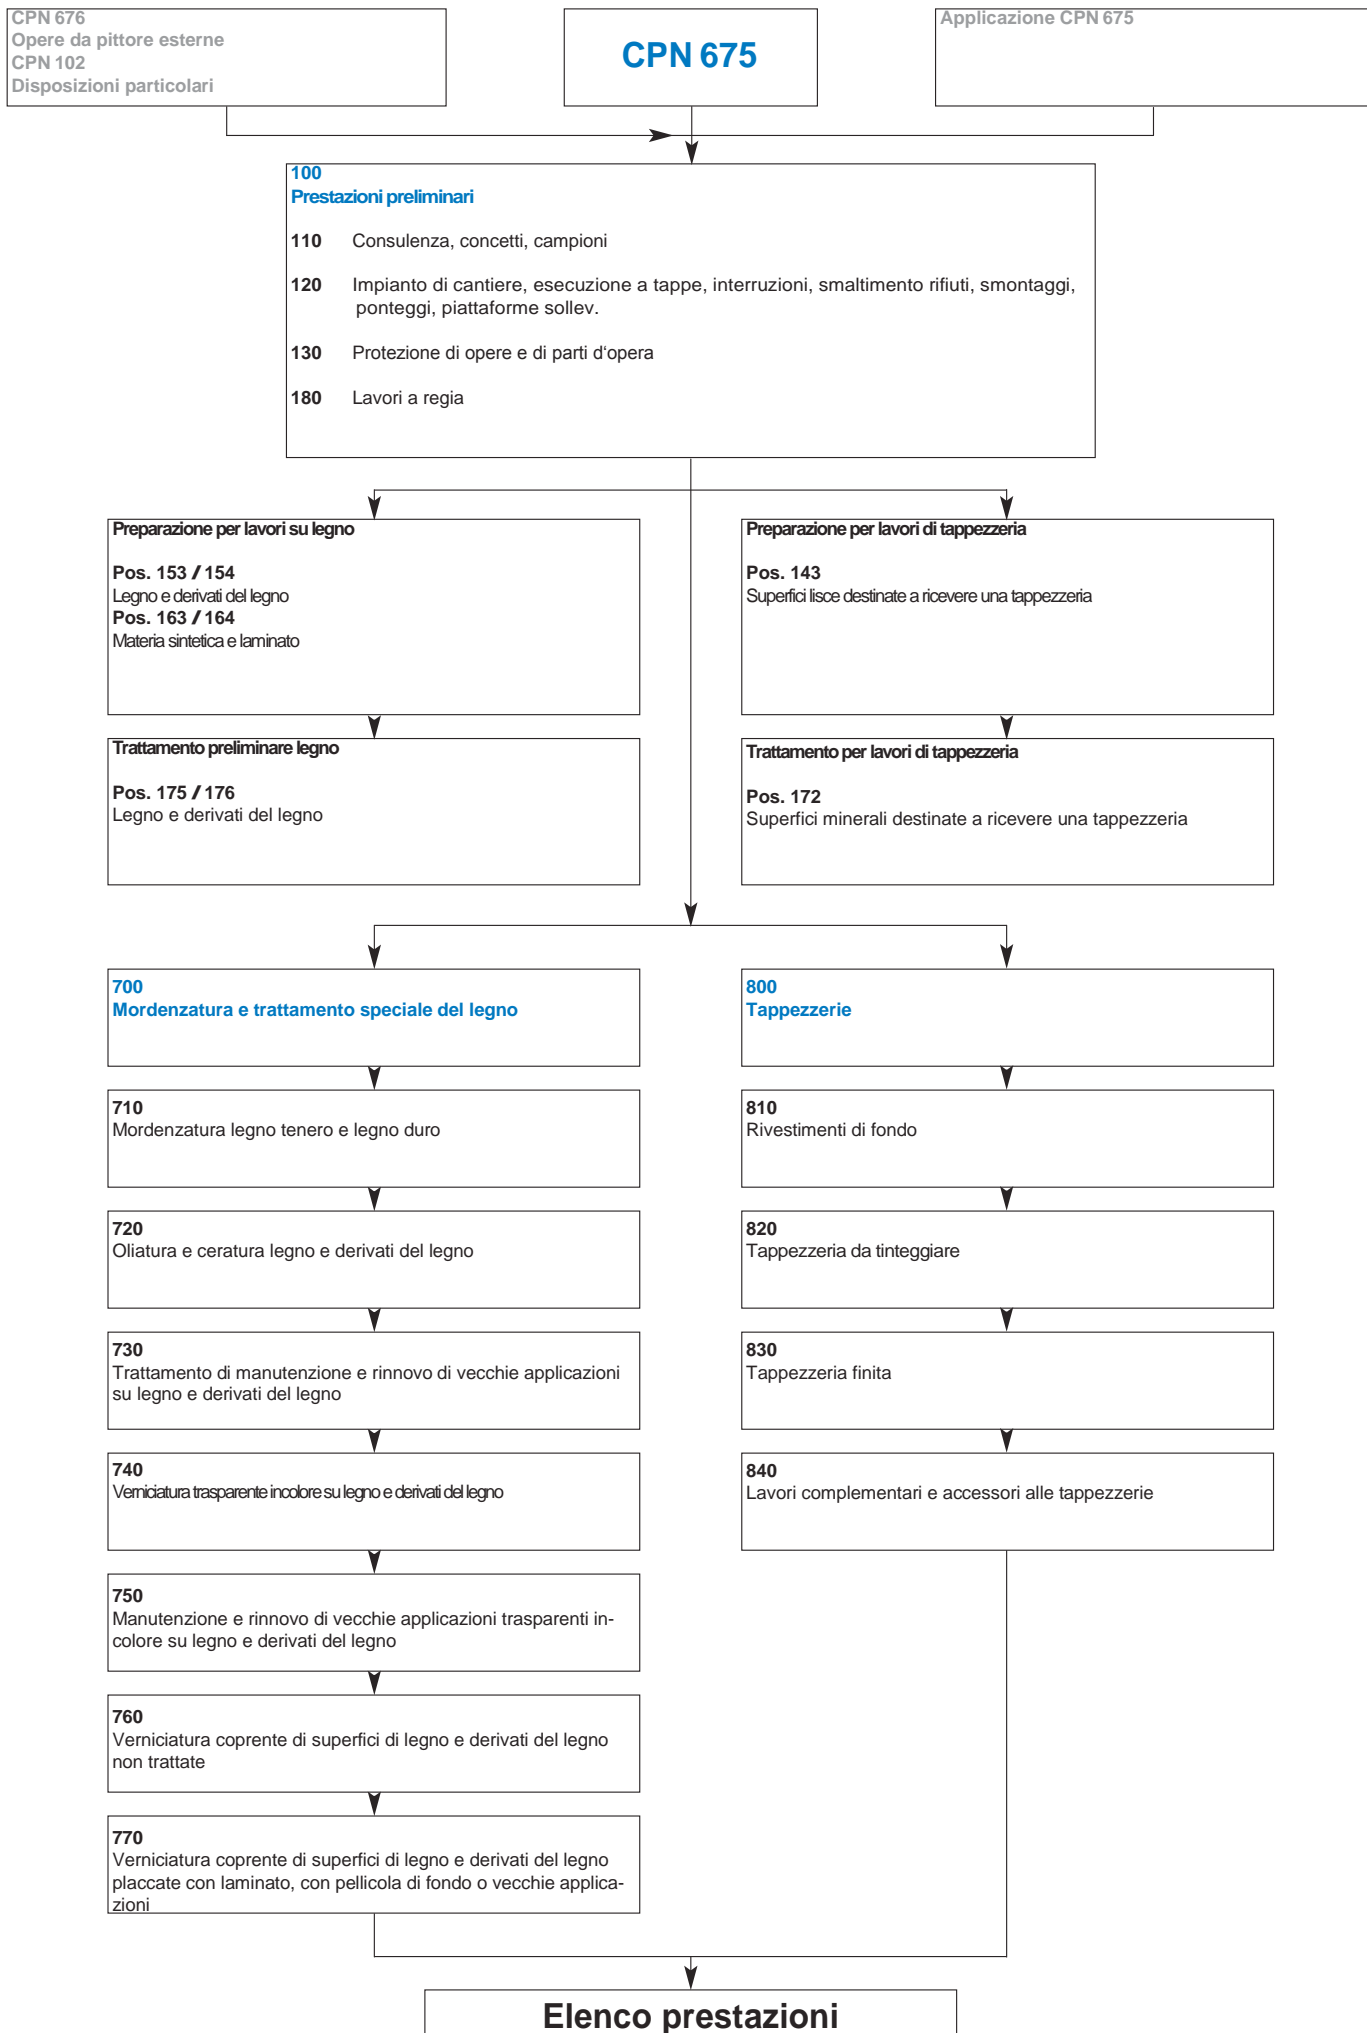 CPN 676
Opere da pittore esterne
CPN 102
Disposizioni particolari
CPN 675
Applicazione CPN 675
100
Prestazioni preliminari
110 Consulenza, concetti, campioni
120 Impianto di cantiere, esecuzione a tappe, interruzioni, smaltimento rifiuti, smontaggi,
ponteggi, piattaforme sollev.
130 Protezione di opere e di parti d‘opera
180 Lavori a regia
Preparazione per lavori su legno
Pos. 153 / 154
Legno e derivati del legno
Pos. 163 / 164
Materia sintetica e laminato
Preparazione per lavori di tappezzeria
Pos. 143
Superfici lisce destinate a ricevere una tappezzeria
Trattamento preliminare legno
Pos. 175 / 176
Legno e derivati del legno
Trattamento per lavori di tappezzeria
Pos. 172
Superfici minerali destinate a ricevere una tappezzeria
700
Mordenzatura e trattamento speciale del legno
710
Mordenzatura legno tenero e legno duro
720
Oliatura e ceratura legno e derivati del legno
730
Trattamento di manutenzione e rinnovo di vecchie applicazioni
su legno e derivati del legno
740
Verniciatura trasparente incolore su legno e derivati del legno
750
Manutenzione e rinnovo di vecchie applicazioni trasparenti in-
colore su legno e derivati del legno
760
Verniciatura coprente di superfici di legno e derivati del legno
non trattate
770
Verniciatura coprente di superfici di legno e derivati del legno
placcate con laminato, con pellicola di fondo o vecchie applica-
zioni
800
Tappezzerie
810
Rivestimenti di fondo
820
Tappezzeria da tinteggiare
830
Tappezzeria finita
840
Lavori complementari e accessori alle tappezzerie
Elenco prestazioni